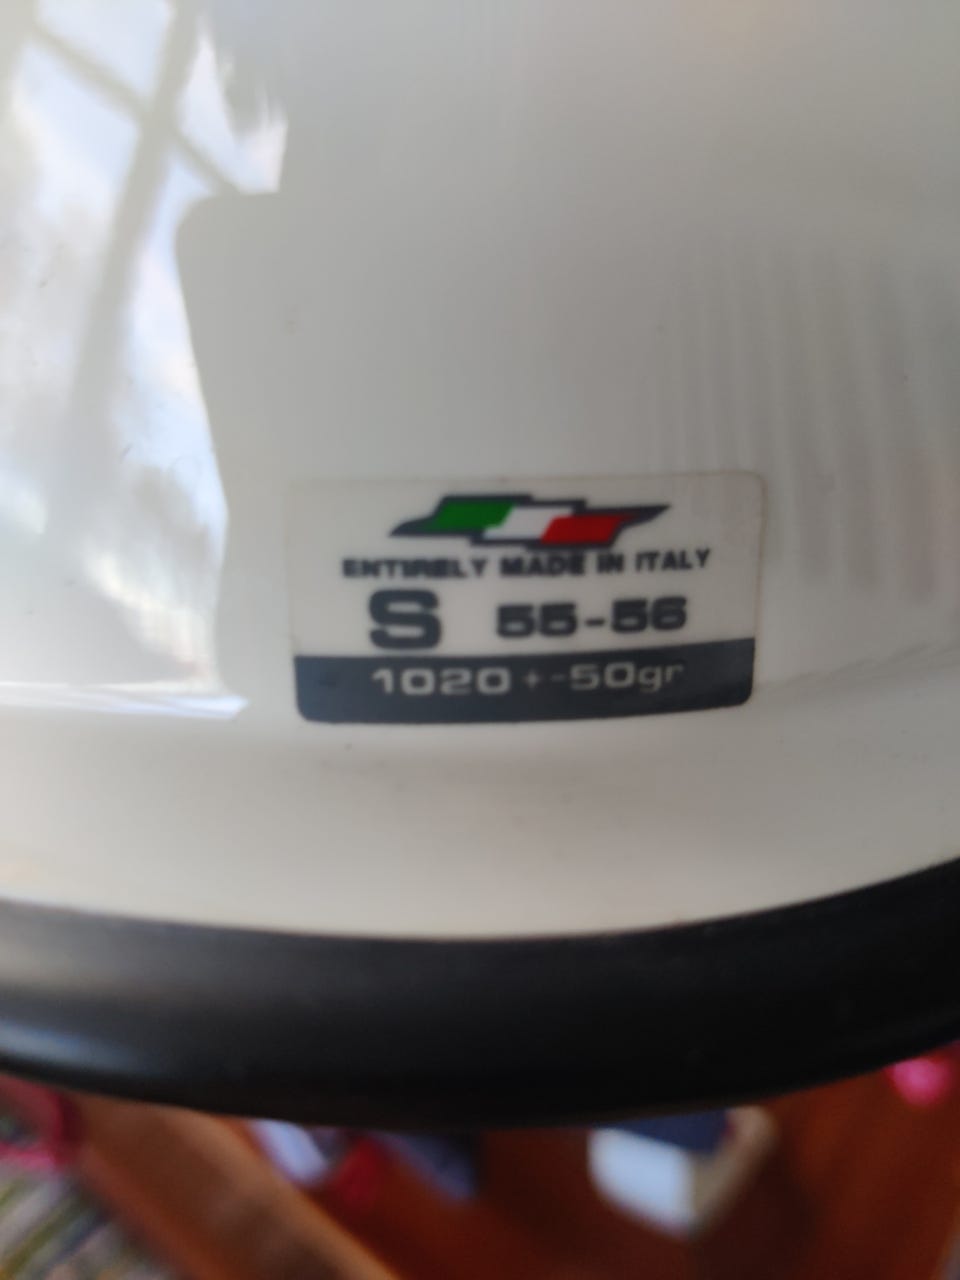 ENTIRELY MADE IN ITALY
S 55-56
1020 +-50gr